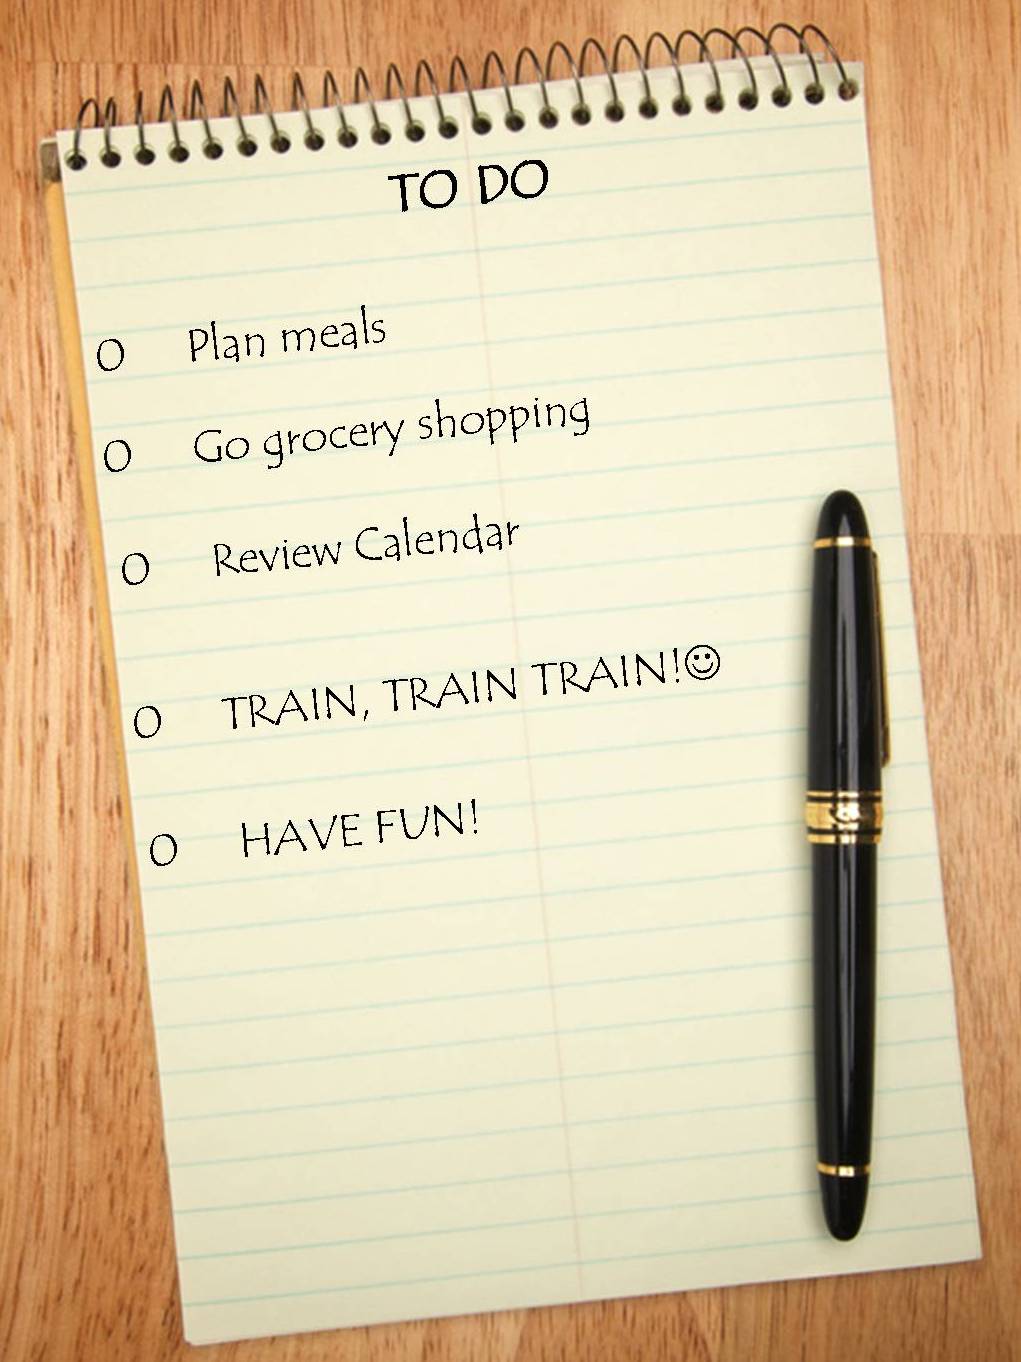 TO DO
O Plan meals
O Go grocery shopping
O Review Calendar
O TRAIN, TRAIN TRAIN!☺
O HAVE FUN!